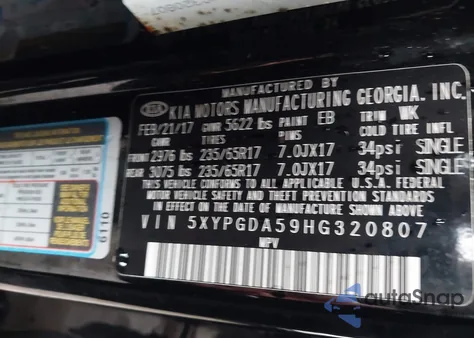 MANUFACTURED BY
KIA KIA MOTORS MANUFACTURING GEORGIA, INC.
FEB/21/17 GVWR 5622 lbs PAINT EB TRIM WK
GAWR TIRES RIMS COLD TIRE INFL
FRONT 2976 lbs 235/65R17 7.0JX17 34psi SINGLE
REAR 3075 lbs 235/65R17 7.0JX17 34psi SINGLE
THIS VEHICLE CONFORMS TO ALL APPLICABLE U.S.A. FEDERAL
MOTOR VEHICLE SAFETY AND THEFT PREVENTION STANDARDS
IN EFFECT ON THE DATE OF MANUFACTURE SHOWN ABOVE
VIN 5XYPGDA59HG320807
MPV
6110
autoSnap